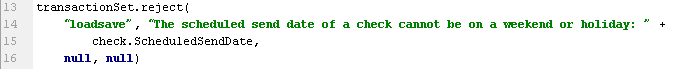 13 transactionSet.reject(
14 "loadsave", "The scheduled send date of a check cannot be on a weekend or holiday: " +
15 check.ScheduledSendDate,
16 null, null)